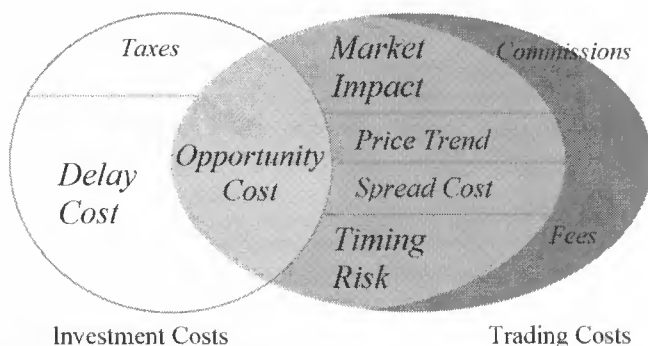 Taxes
Market
Impact
Commissions
Price Trend
Opportunity
Cost
Delay
Cost
Spread Cost
Timing
Risk
Fees
Investment Costs
Trading Costs